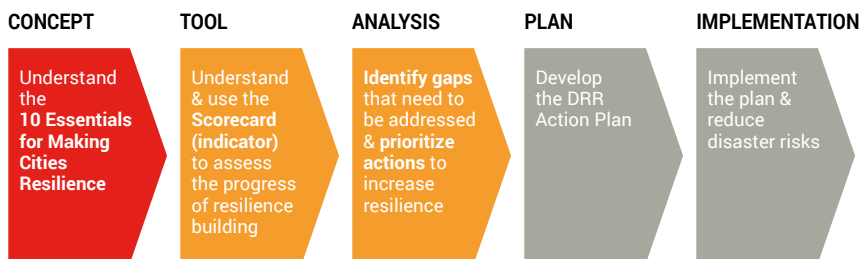 CONCEPT
Understand
the
10 Essentials
for Making
Cities
Resilience
TOOL
Understand
& use the
Scorecard
(indicator)
to assess
the progress
of resilience
building
ANALYSIS
Identify gaps
that need to
be addressed
& prioritize
actions to
increase
resilience
PLAN
Develop
the DRR
Action Plan
IMPLEMENTATION
Implement
the plan &
reduce
disaster risks